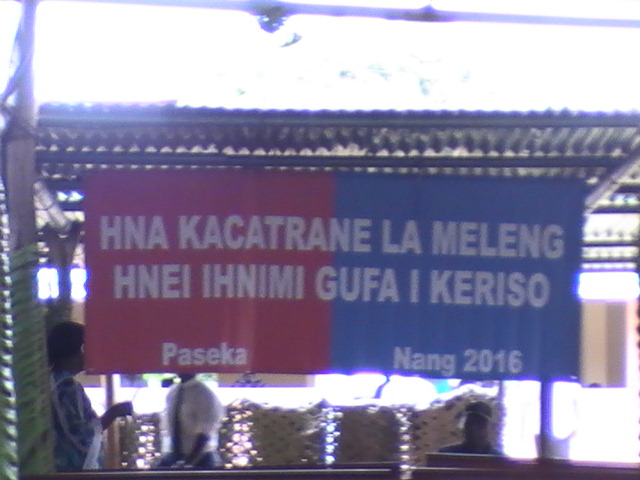 HNA KACATRANE LA MELENG
HNEI IHNIMI GUFA I KERISO
Paseka Nang 2016